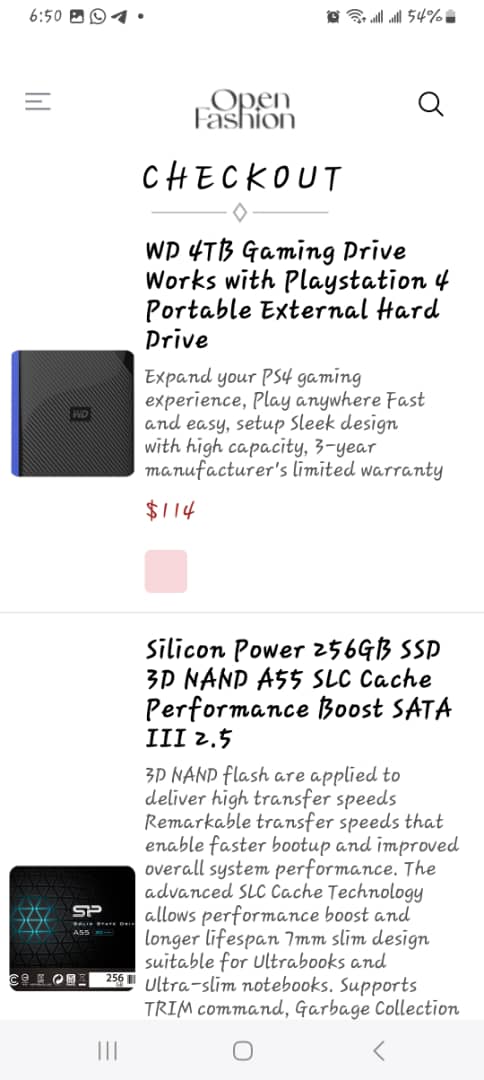 6:50
54%
Open
Fashion
CHECKOUT
WD 4TB Gaming Drive
Works with Playstation 4
Portable External Hard
Drive
WD
Expand your PS4 gaming
experience, Play anywhere Fast
and easy, setup Sleek design
with high capacity, 3-year
manufacturer's limited warranty
$114
Silicon Power 256GB SSD
3D NAND A55 SLC Cache
Performance Boost SATA
III 2.5
3D NAND flash are applied to
deliver high transfer speeds
Remarkable transfer speeds that
enable faster bootup and improved
overall system performance. The
advanced SLC Cache Technology
allows performance boost and
longer lifespan 7mm slim design
suitable for Ultrabooks and
Ultra-slim notebooks. Supports
TRIM command, Garbage Collection
SP
Solid State Driv
A55
256